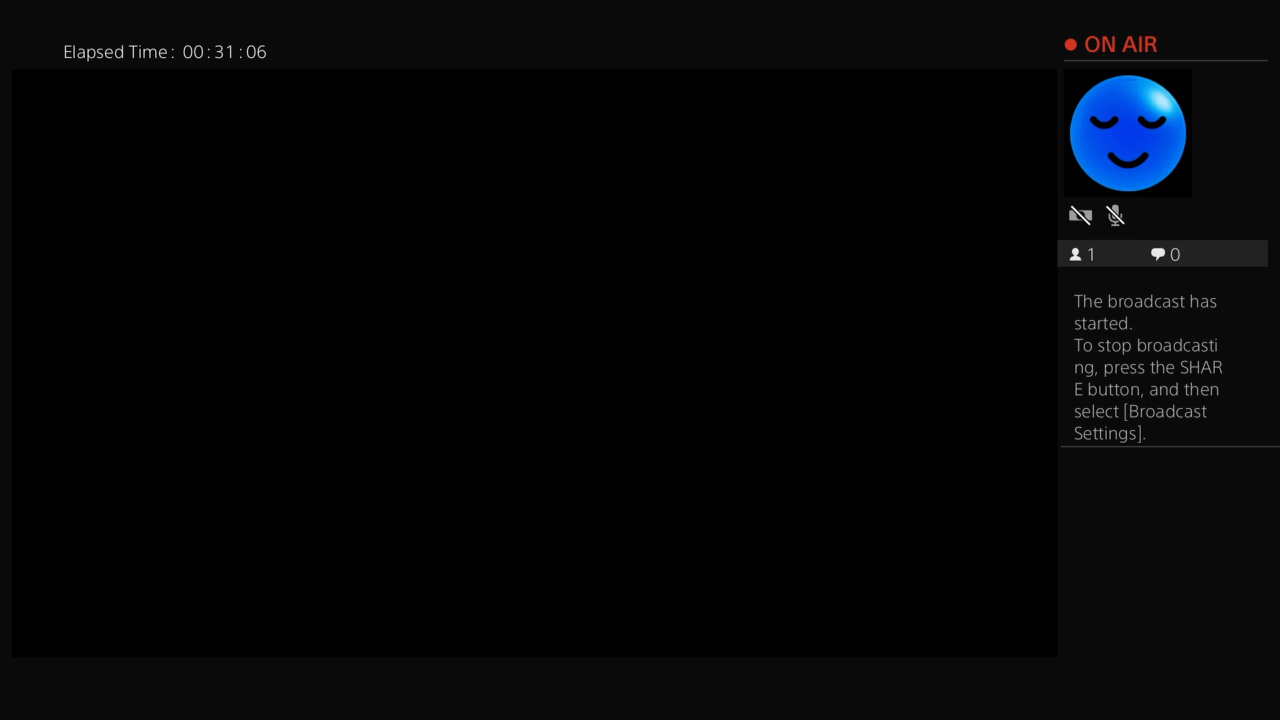 Elapsed Time: 00:31:06
ON AIR
1 0
The broadcast has
started.
To stop broadcasti
ng, press the SHAR
E button, and then
select [Broadcast
Settings].